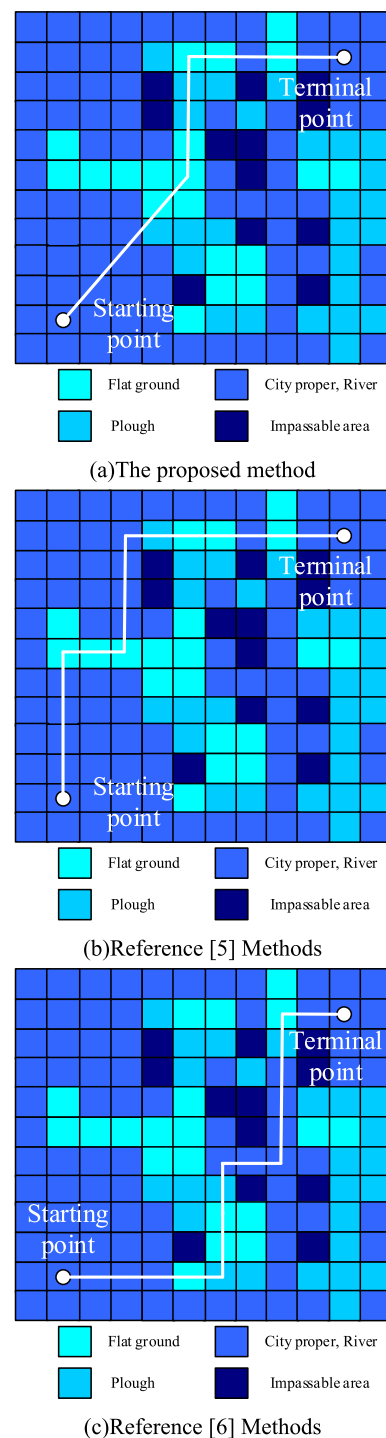 Terminal
point
Starting
point
Flat ground
City proper, River
Plough
Impassable area
(a)The proposed method
Terminal
point
Starting
point
Flat ground
City proper, River
Plough
Impassable area
(b)Reference [5] Methods
Terminal
point
Starting
point
Flat ground
City proper, River
Plough
Impassable area
(c)Reference [6] Methods